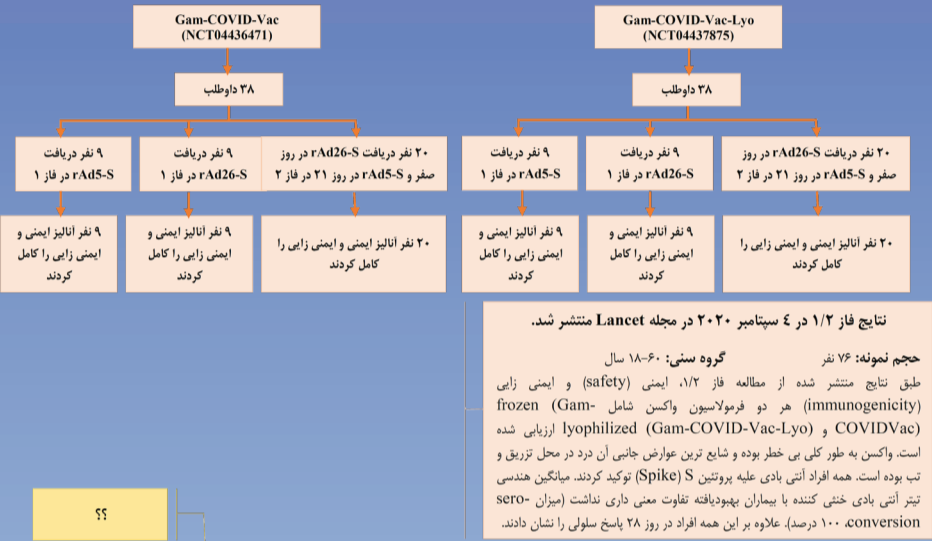 Gam-COVID-Vac
(NCT04436471)
۳۸ داوطلب
۹ نفر دریافت
rAd5-S در فاز ۱
۹ نفر دریافت
rAd26-S در فاز ۱
۲۰ نفر دریافت rAd26-S در روز
صفر و rAd5-S در روز ۲۱ در فاز ۲
۹ نفر آنالیز ایمنی و
ایمنی زایی را کامل
کردند
۹ نفر آنالیز ایمنی و
ایمنی زایی را کامل
کردند
۲۰ نفر آنالیز ایمنی و ایمنی زایی را
کامل کردند
Gam-COVID-Vac-Lyo
(NCT04437875)
۳۸ داوطلب
۹ نفر دریافت
rAd5-S در فاز ۱
۹ نفر دریافت
rAd26-S در فاز ۱
۲۰ نفر دریافت rAd26-S در روز
صفر و rAd5-S در روز ۲۱ در فاز ۲
۹ نفر آنالیز ایمنی و
ایمنی زایی را کامل
کردند
۹ نفر آنالیز ایمنی و
ایمنی زایی را کامل
کردند
۲۰ نفر آنالیز ایمنی و ایمنی زایی را
کامل کردند
نتایج فاز ۱/۲ در ٤ سپتامبر ۲۰۲۰ در مجله Lancet منتشر شد.
حجم نمونه: ۷۶ نفر گروه سنی: ۶۰-۱۸ سال
طبق نتایج منتشر شده از مطالعه فاز ۱/۲، ایمنی (safety) و ایمنی زایی
(immunogenicity) هر دو فرمولاسیون واکسن شامل frozen (Gam-
COVIDVac) و lyophilized (Gam-COVID-Vac-Lyo) ارزیابی شده
است. واکسن به طور کلی بی خطر بوده و شایع ترین عوارض جانبی آن درد در محل تزریق و
تب بوده است. همه افراد آنتی بادی علیه پروتئین S (Spike) تولید کردند. میانگین هندسی
تیتر آنتی بادی خنثی کننده با بیماران بهبودیافته تفاوت معنی داری نداشت (میزان sero-
conversion، ۱۰۰ درصد). علاوه بر این همه افراد در روز ۲۸ پاسخ سلولی را نشان دادند.
؟؟